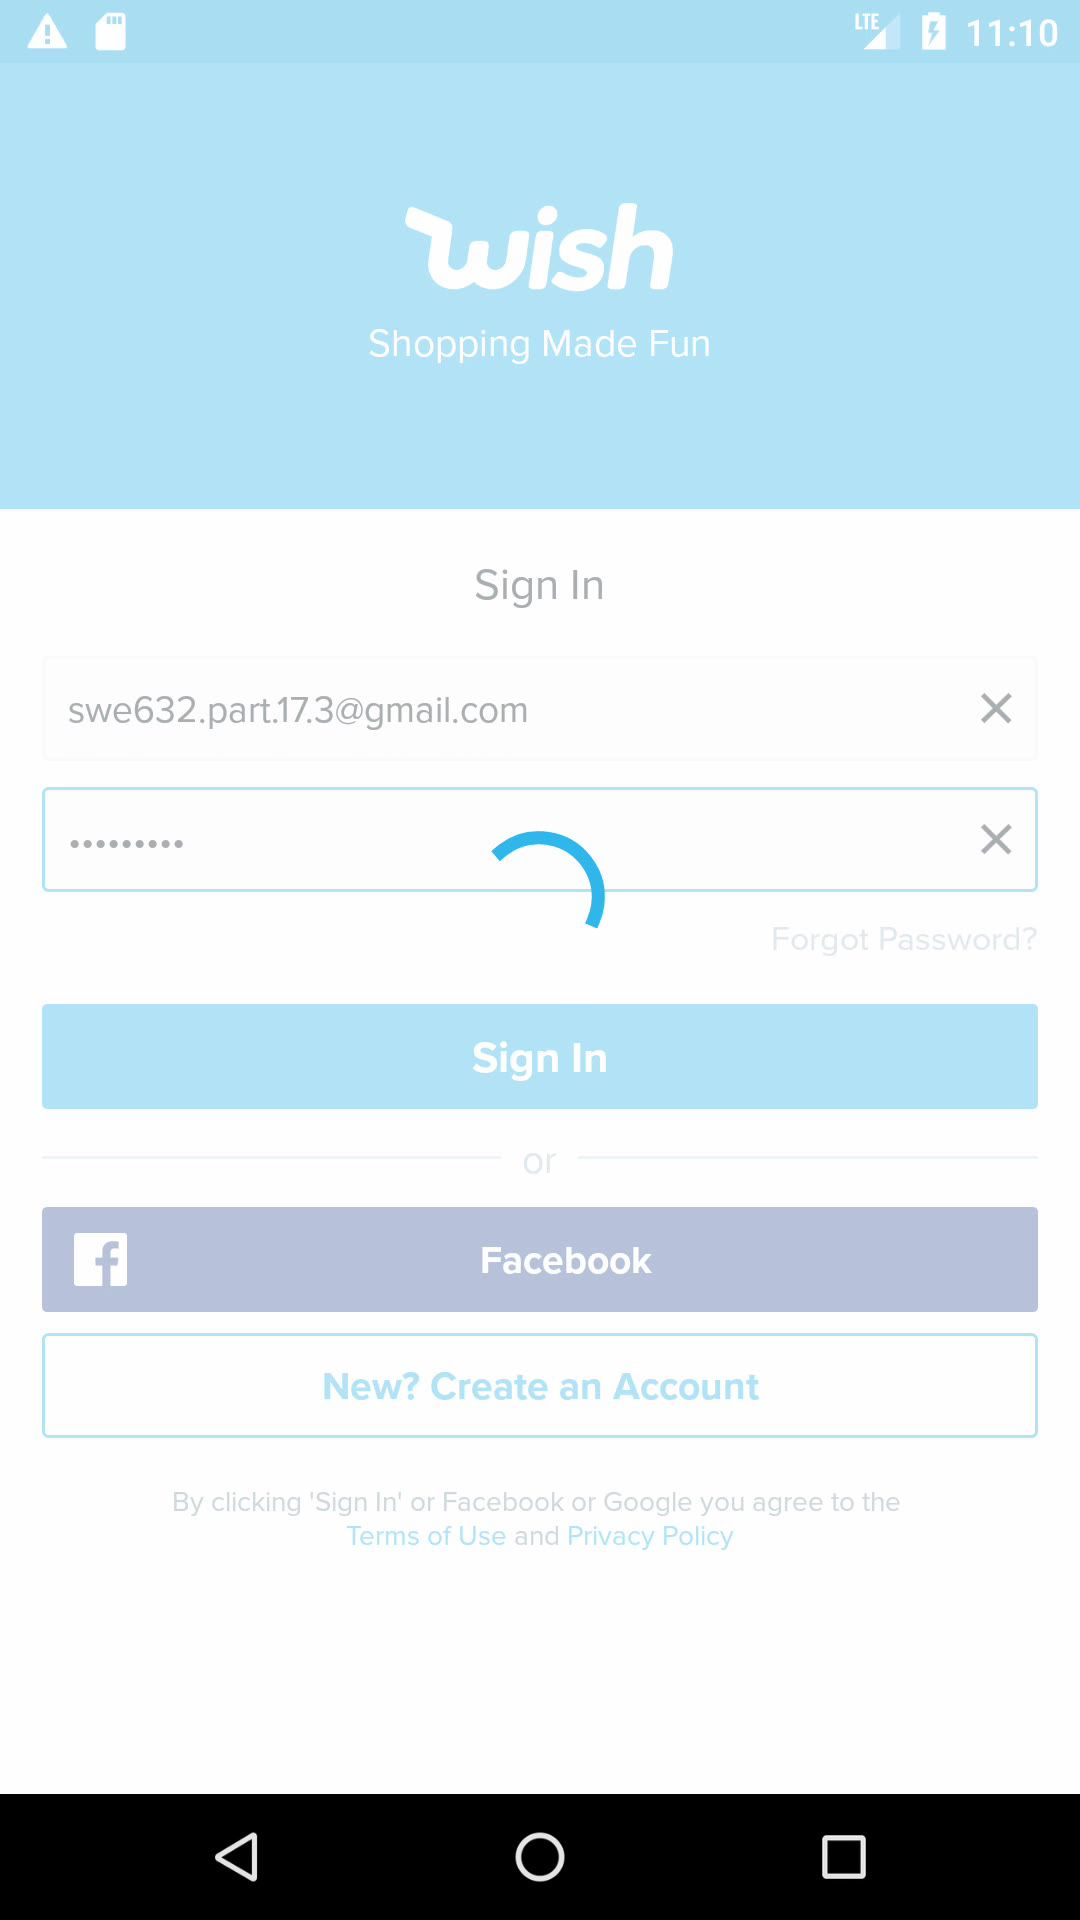 LTE 11:10
wish
Shopping Made Fun
Sign In
swe632.part.17.3@gmail.com
•••••••••
Forgot Password?
Sign In
or
Facebook
New? Create an Account
By clicking 'Sign In' or Facebook or Google you agree to the
Terms of Use and Privacy Policy